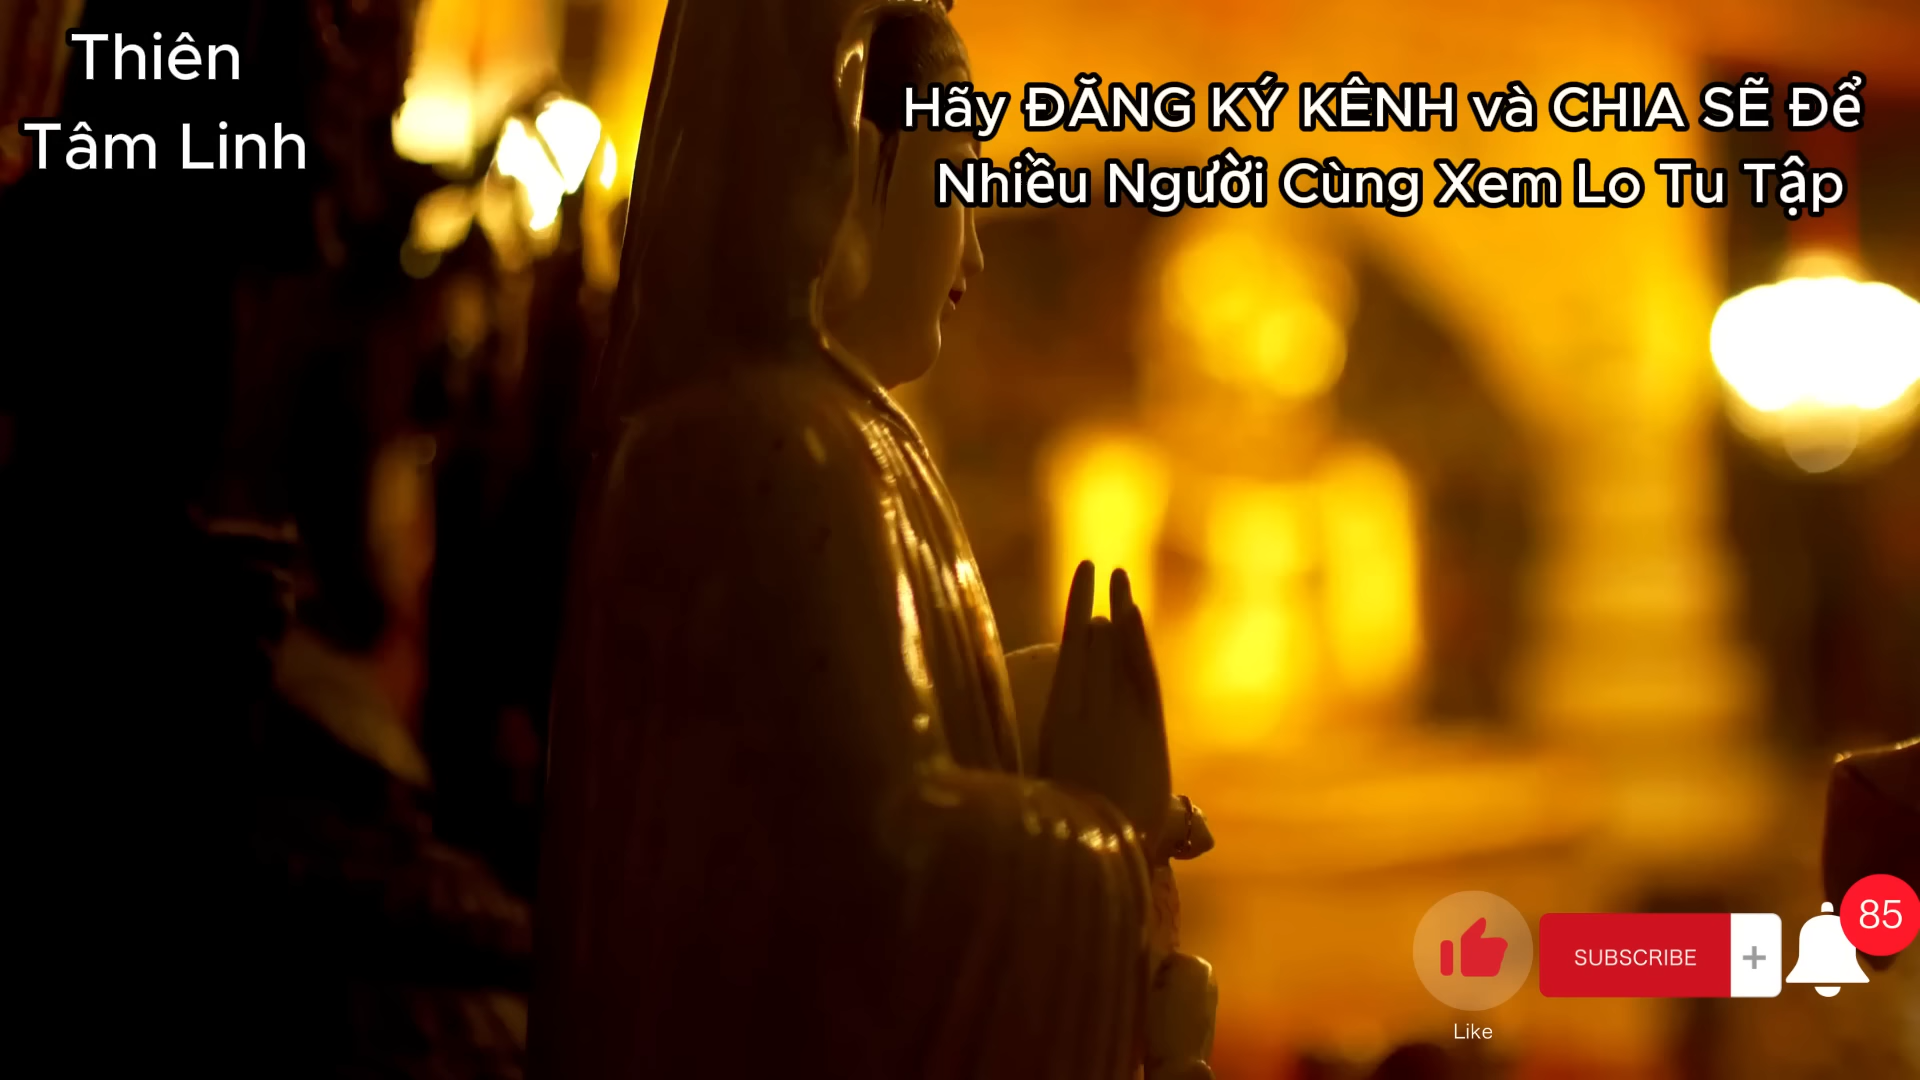 Thiên
Tâm Linh
Hãy ĐĂNG KÝ KÊNH và CHIA SẼ Để
Nhiều Người Cùng Xem Lo Tu Tập
85
SUBSCRIBE +
Like